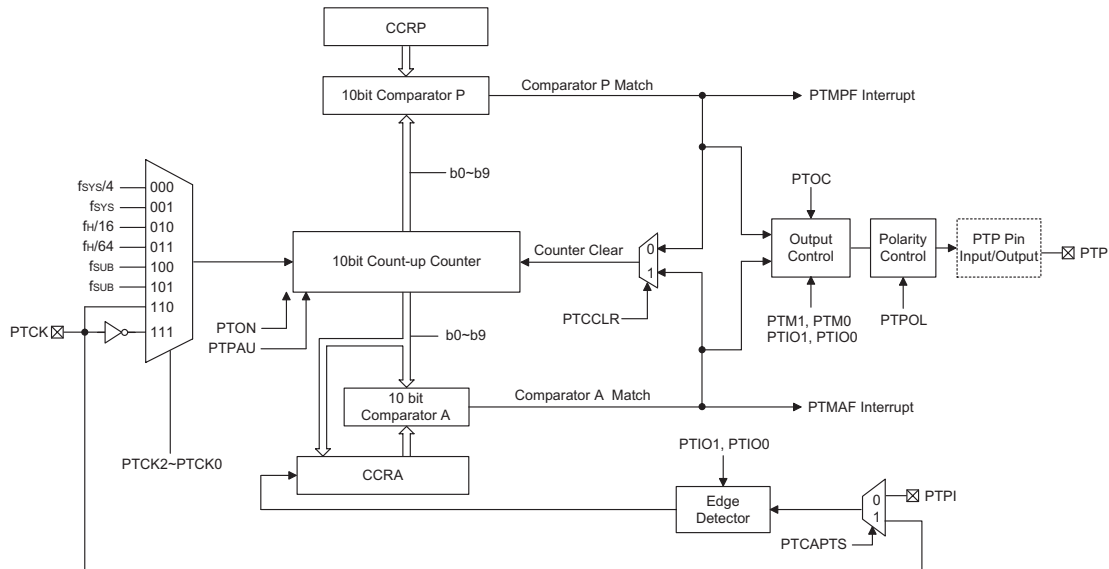 CCRP
10bit Comparator P
Comparator P Match
PTMPF Interrupt
b0~b9
fSYS/4
000
fSYS
001
fH/16
010
fH/64
011
fSUB
100
fSUB
101
110
111
PTCK
PTCK2~PTCK0
10bit Count-up Counter
Counter Clear
0
1
PTCCLR
PTON
PTPAU
b0~b9
PTOC
Output
Control
PTM1, PTM0
PTIO1, PTIO0
Polarity
Control
PTPOL
PTP Pin
Input/Output
PTP
10 bit
Comparator A
Comparator A Match
PTMAF Interrupt
CCRA
PTIO1, PTIO0
Edge
Detector
0
1
PTPI
PTCAPTS